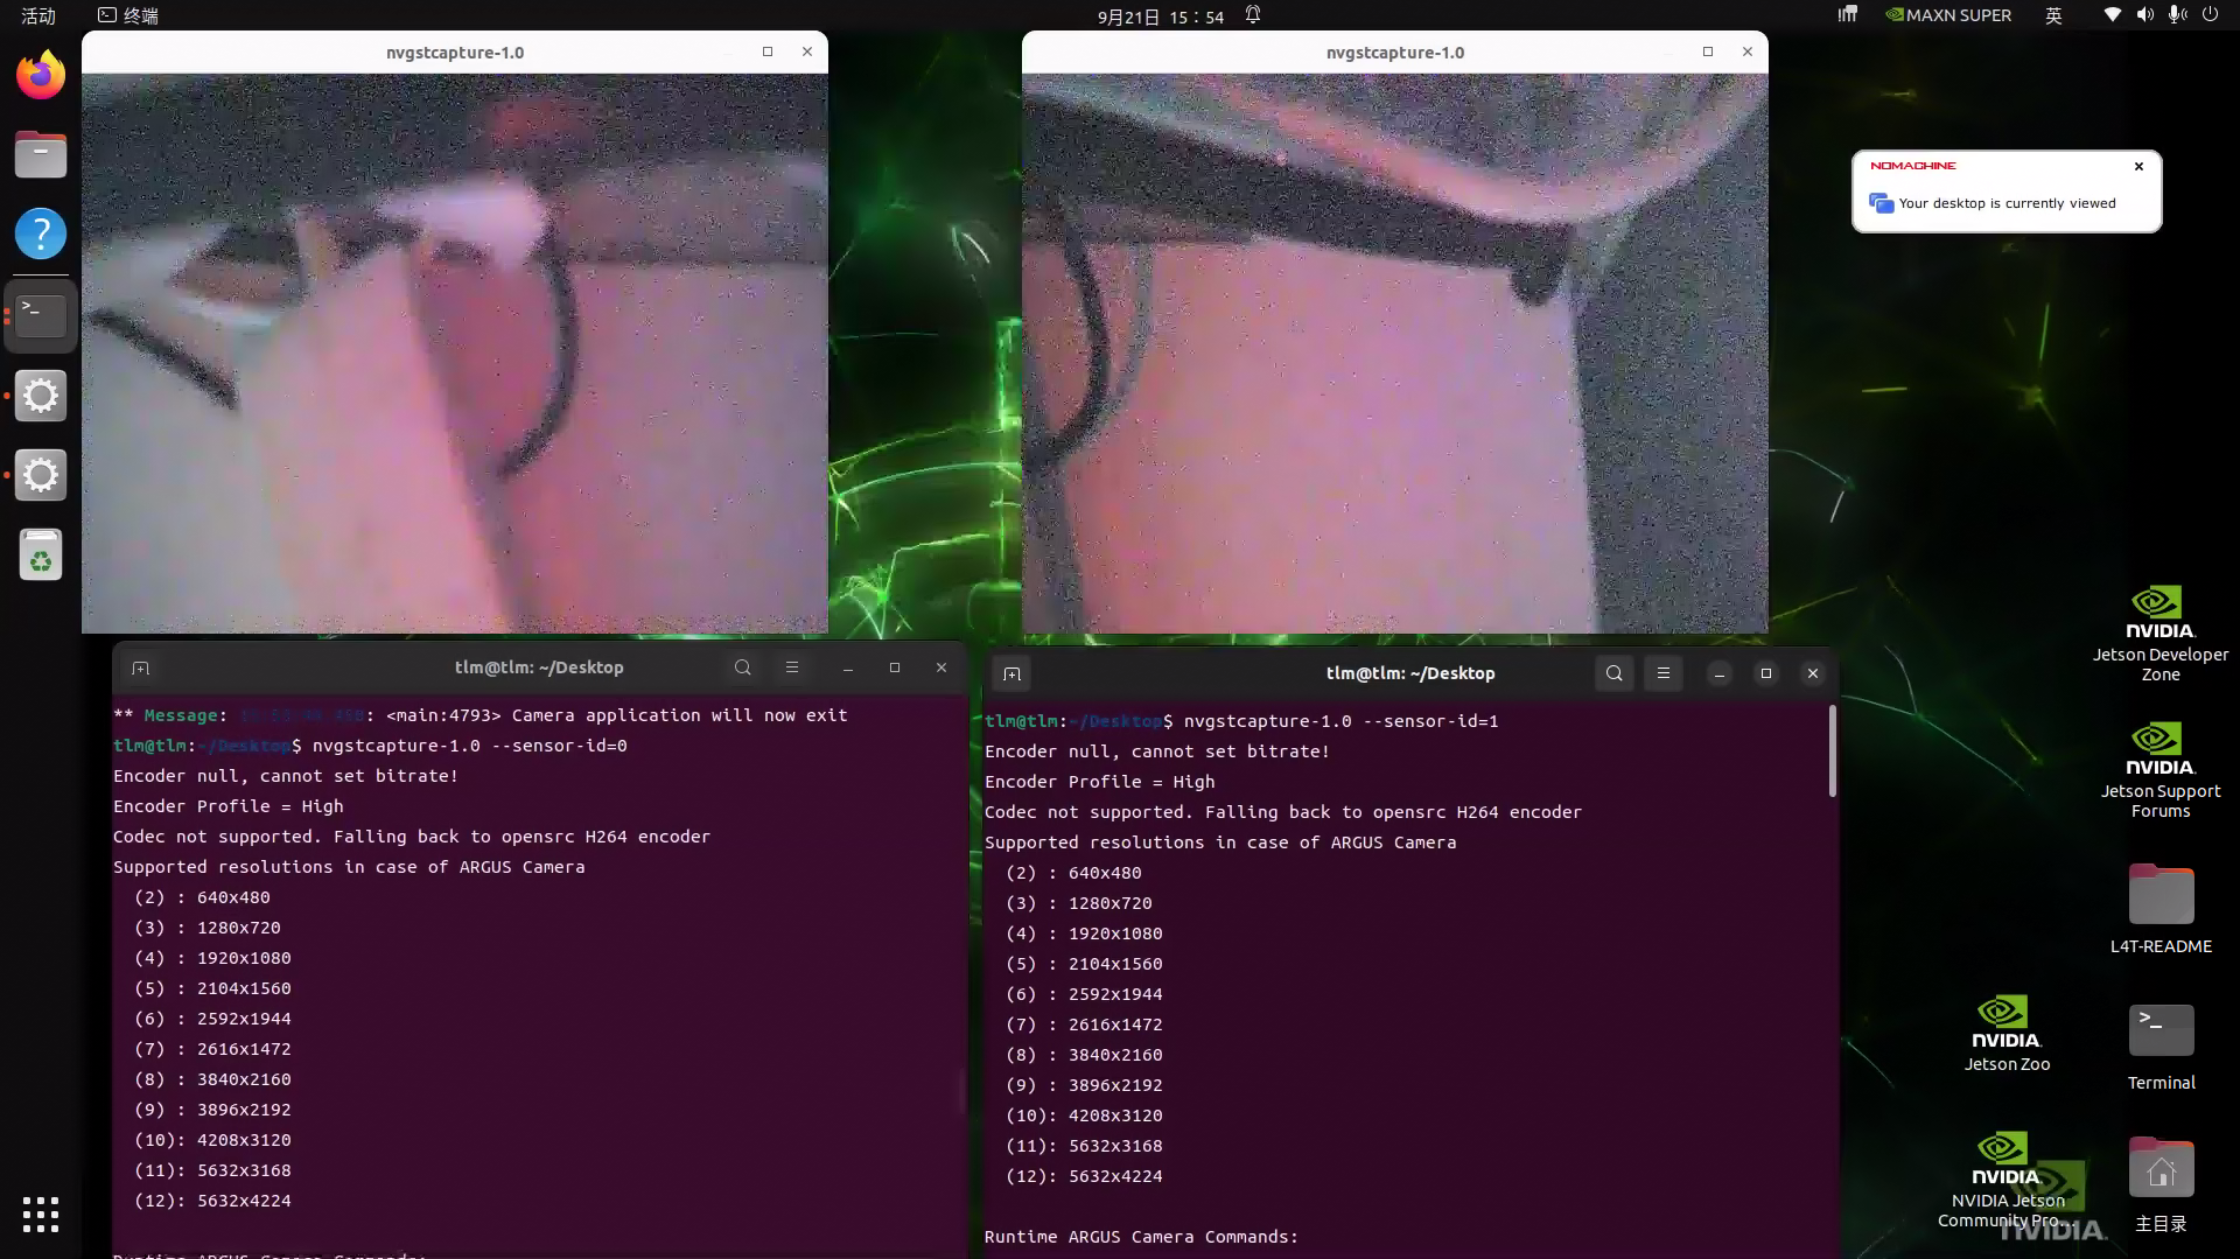 活动
终端
9月21日 15：54
MAXN SUPER
英
nvgstcapture-1.0
nvgstcapture-1.0
NOMACHINE
Your desktop is currently viewed
tlm@tlm: ~/Desktop
** Message: : <main:4793> Camera application will now exit
tlm@tlm:~/Desktop$ nvgstcapture-1.0 --sensor-id=0
Encoder null, cannot set bitrate!
Encoder Profile = High
Codec not supported. Falling back to opensrc H264 encoder
Supported resolutions in case of ARGUS Camera
(2) : 640x480
(3) : 1280x720
(4) : 1920x1080
(5) : 2104x1560
(6) : 2592x1944
(7) : 2616x1472
(8) : 3840x2160
(9) : 3896x2192
(10): 4208x3120
(11): 5632x3168
(12): 5632x4224
Runtime ARGUS Camera Commands:
tlm@tlm: ~/Desktop
tlm@tlm:~/Desktop$ nvgstcapture-1.0 --sensor-id=1
Encoder null, cannot set bitrate!
Encoder Profile = High
Codec not supported. Falling back to opensrc H264 encoder
Supported resolutions in case of ARGUS Camera
(2) : 640x480
(3) : 1280x720
(4) : 1920x1080
(5) : 2104x1560
(6) : 2592x1944
(7) : 2616x1472
(8) : 3840x2160
(9) : 3896x2192
(10): 4208x3120
(11): 5632x3168
(12): 5632x4224
Runtime ARGUS Camera Commands:
NVIDIA.
Jetson Developer
Zone
NVIDIA.
Jetson Support
Forums
L4T-README
NVIDIA.
Jetson Zoo
Terminal
NVIDIA.
NVIDIA Jetson
Community Pro...
NVIDIA.
主目录